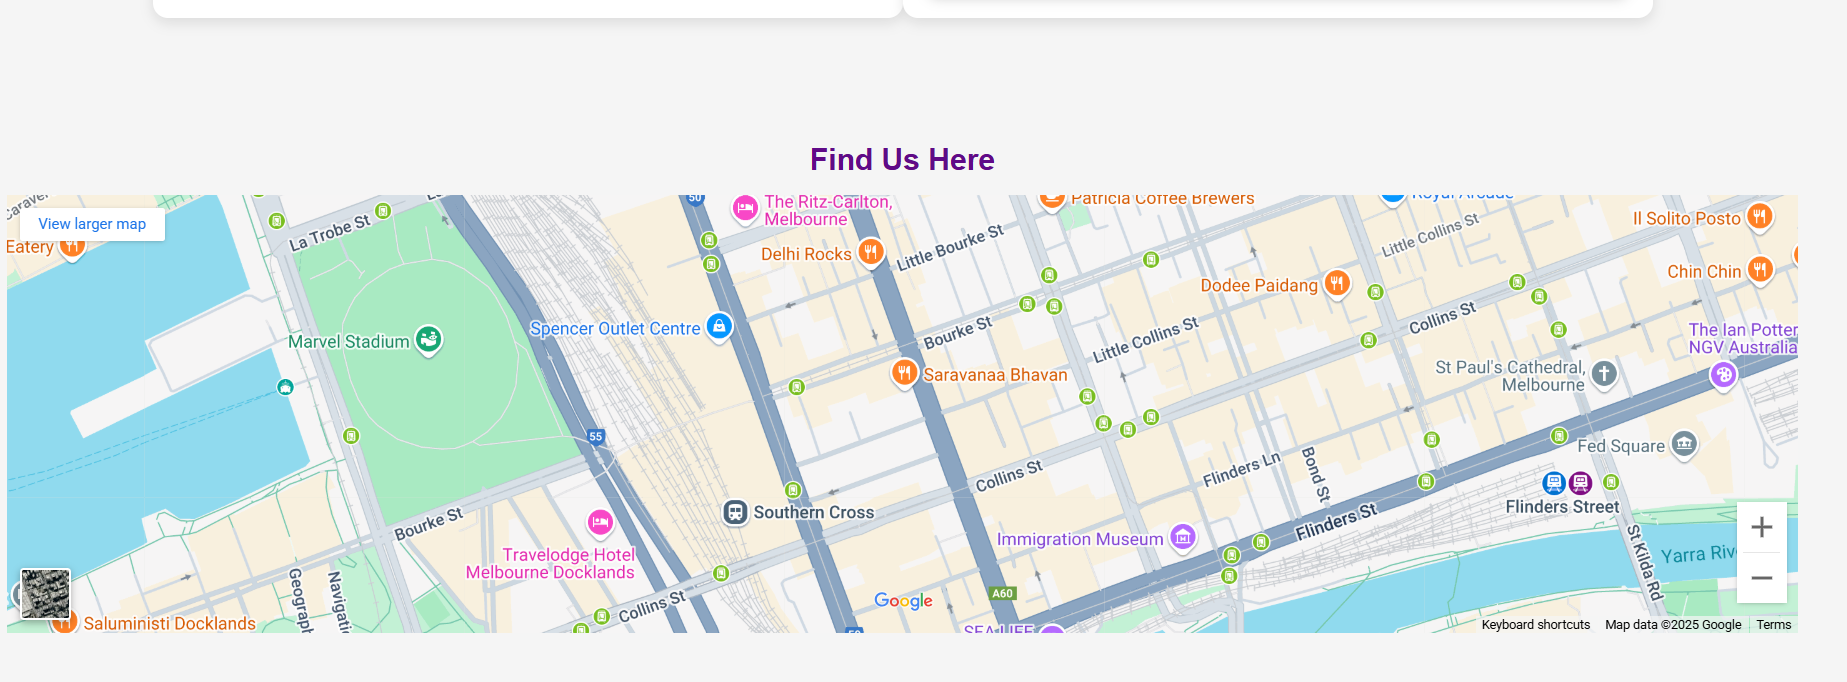 Find Us Here
View larger map
Eatery
La Trobe St
The Ritz-Carlton,
Melbourne
50
Patricia Coffee Brewers
Royal Arcade
Il Solito Posto
Delhi Rocks
Little Bourke St
Little Collins St
Chin Chin
Dodee Paidang
Marvel Stadium
Spencer Outlet Centre
Bourke St
Little Collins St
Collins St
The Ian Potter
NGV Australia
Saravanaa Bhavan
St Paul's Cathedral,
Melbourne
55
Fed Square
Collins St
Flinders Ln
Bond St
Bourke St
Southern Cross
Flinders St
Flinders Street
Travelodge Hotel
Melbourne Docklands
Immigration Museum
St Kilda Rd
Yarra Riv
Geograph
Navigati
Collins St
A60
Google
Saluministi Docklands
SEA LIFE
Keyboard shortcuts
Map data ©2025 Google
Terms